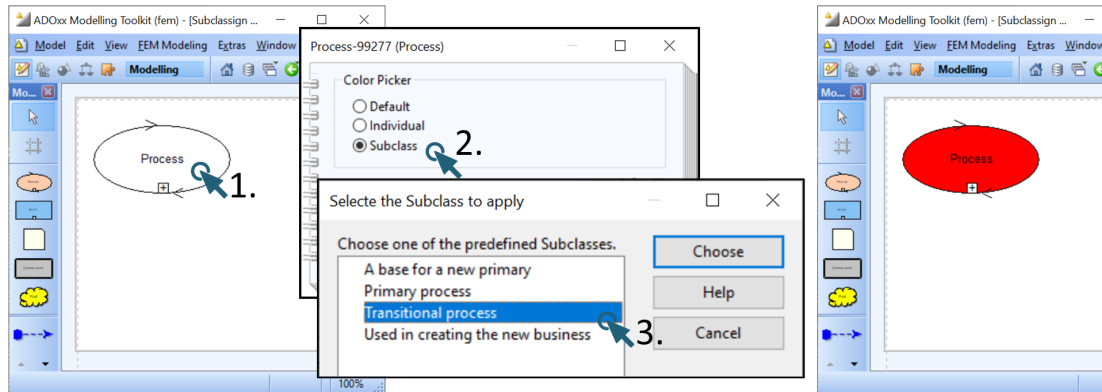 ADOxx Modelling Toolkit (fem) - [Subclassign ...
Model Edit View FEM Modeling Extras Window
Modelling
Mo...
Process
1.
100%
Process-99277 (Process)
Color Picker
Default
Individual
Subclass
2.
Selecte the Subclass to apply
Choose one of the predefined Subclasses.
A base for a new primary
Primary process
Transitional process
Used in creating the new business
3.
Choose
Help
Cancel
ADOxx Modelling Toolkit (fem) - [Subclassign ...
Model Edit View FEM Modeling Extras Window
Modelling
Mo...
Process